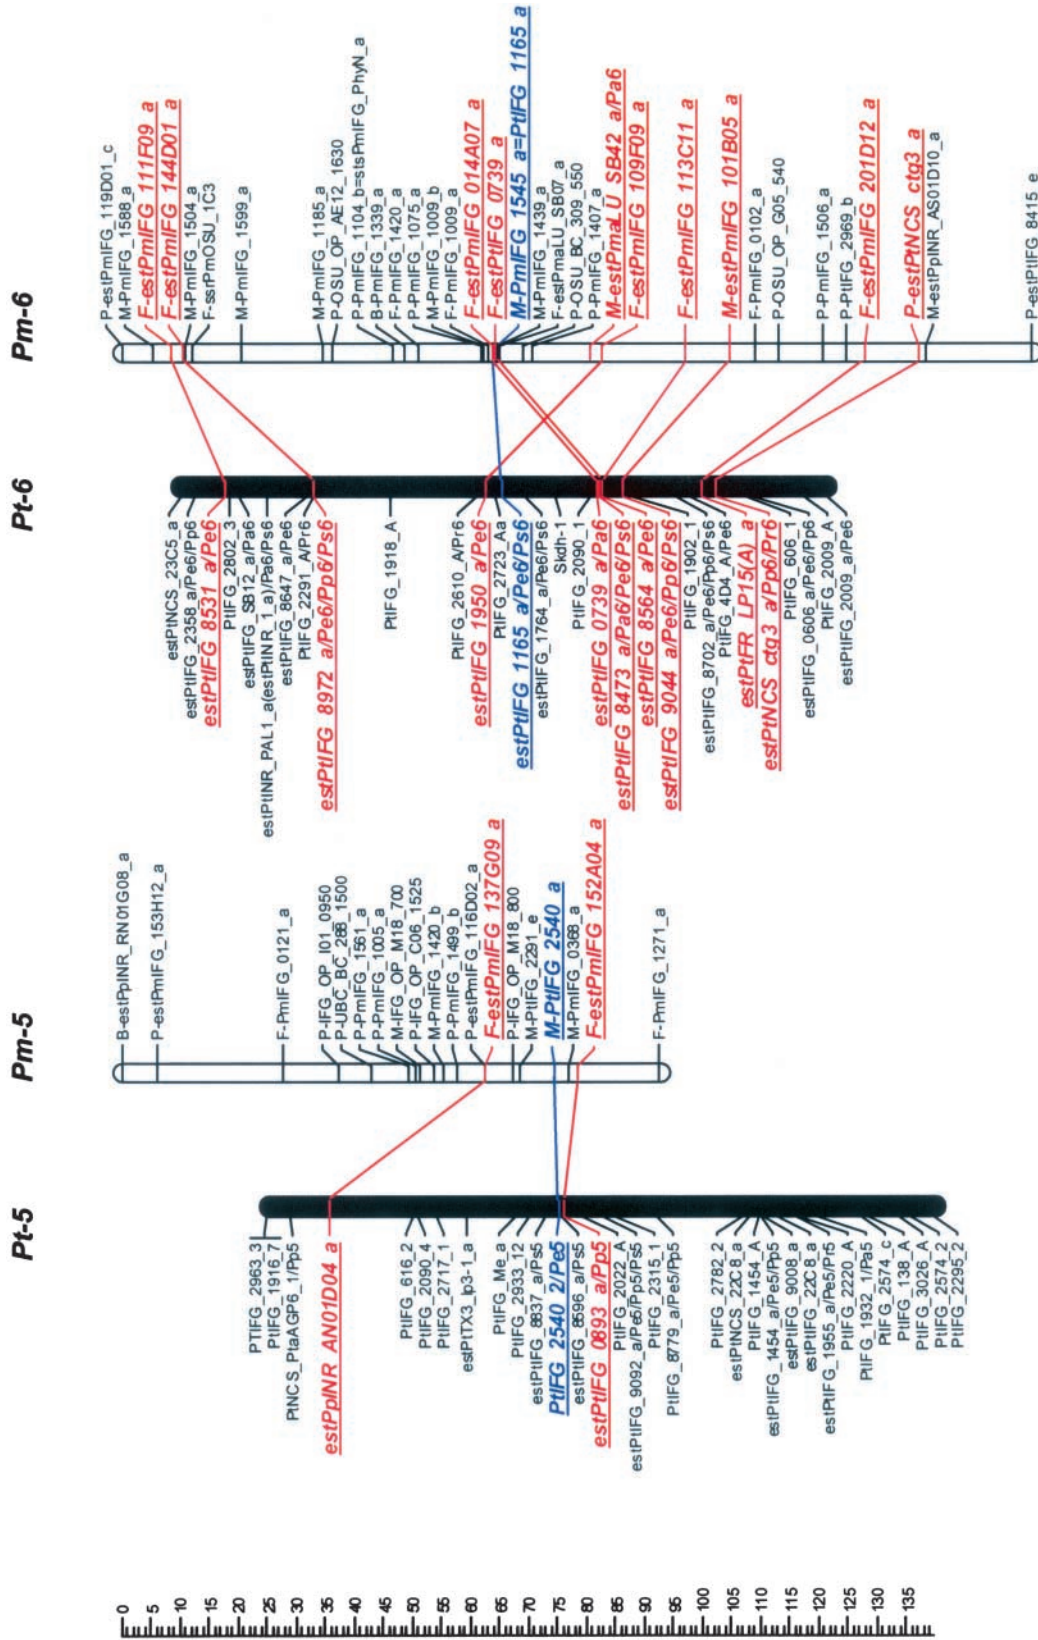 Pt-5
Pm-5
Pt-6
Pm-6
0
5
10
15
20
25
30
35
40
45
50
55
60
65
70
75
80
85
90
95
100
105
110
115
120
125
130
135
PTIFG_2963_3
PtIFG_1916_7
PtNCS_PtaAGP6_1/Pp5
estPpINR_AN01D04_a
PtIFG_616_2
PtIFG_2090_4
PtIFG_2717_1
estPtTX3_lp3-1_a
PtIFG_Me_a
PtIFG_2933_12
estPtIFG_8837_a/Ps5
PtIFG_2540_2/Pe5
estPtIFG_8596_a/Ps5
estPtIFG_0893_a/Pp5
PtIFG_2022_A
estPtIFG_9092_a/Pe5/Pp5/Ps5
PtIFG_2315_1
PtIFG_8779_a/Pe5/Pp5
PtIFG_2782_2
estPtNCS_22C8_a
PtIFG_1454_A
estPtIFG_1454_a/Pe5/Pp5
estPtIFG_9008_a
estPtIFG_22C8_a
estPtIFG_1955_a/Pe5/Pr5
PtIFG_2220_A
PtIFG_1932_1/Pa5
PtIFG_2574_c
PtIFG_138_A
PtIFG_3026_A
PtIFG_2574_2
PtIFG_2295_2
B-estPpINR_RN01G08_a
P-estPmIFG_153H12_a
F-PmIFG_0121_a
P-IFG_OP_I01_0950
P-UBC_BC_288_1500
P-PmIFG_1561_a
P-PmIFG_1005_a
M-IFG_OP_M18_700
P-IFG_OP_C06_1525
M-PmIFG_1420_b
P-PmIFG_1499_b
P-estPmIFG_116D02_a
F-estPmIFG_137G09_a
P-IFG_OP_M18_800
M-PtIFG_2291_e
M-PtIFG_2540_a
M-PmIFG_0368_a
F-estPmIFG_152A04_a
F-PmIFG_1271_a
estPtNCS_23C5_a
estPtIFG_2358_a/Pe6/Pp6
estPtIFG_8531_a/Pe6
PtIFG_2802_3
estPtIFG_SB12_a/Pa6
estPtINR_PAL1_a(estPtINR_1_a)/Pa6/Ps6
estPtIFG_8647_a/Pe6
PtIFG_2291_A/Pr6
estPtIFG_8972_a/Pe6/Pp6/Ps6
PtIFG_1918_A
PtIFG_2610_A/Pr6
estPtIFG_1950_a/Pe6
PtIFG_2723_Aa
estPtIFG_1165_a/Pe6/Ps6
estPtIFG_1764_a/Pe6/Ps6
Skdh-1
PtIFG_2090_1
estPtIFG_0739_a/Pa6
estPtIFG_8473_a/Pa6/Pe6/Ps6
estPtIFG_8564_a/Pe6
estPtIFG_9044_a/Pe6/Pp6/Ps6
PtIFG_1902_1
estPtIFG_8702_a/Pe6/Pp6/Ps6
PtIFG_4D4_A/Pe6
estPtFR_LP15(A)_a
estPtNCS_ctg3_a/Pp6/Pr6
PtIFG_606_1
estPtIFG_0606_a/Pe6/Pp6
PtIFG_2009_A
estPtIFG_2009_a/Pe6
P-estPmIFG_119D01_c
M-PmIFG_1588_a
F-estPmIFG_111F09_a
F-estPmIFG_144D01_a
M-PmIFG_1504_a
F-ssrPmOSU_1C3
M-PmIFG_1599_a
M-PmIFG_1185_a
P-OSU_OP_AE12_1630
P-PmIFG_1104_b=stsPmIFG_PhyN_a
B-PmIFG_1339_a
F-PmIFG_1420_a
P-PmIFG_1075_a
M-PmIFG_1009_b
F-PmIFG_1009_a
F-estPmIFG_014A07_a
F-estPtIFG_0739_a
M-PmIFG_1545_a=PtIFG_1165_a
M-PmIFG_1439_a
F-estPmaLU_SB07_a
P-OSU_BC_309_550
P-PmIFG_1407_a
M-estPmaLU_SB42_a/Pa6
F-estPmIFG_109F09_a
F-estPmIFG_113C11_a
M-estPmIFG_101B05_a
F-PmIFG_0102_a
P-OSU_OP_G05_540
P-PmIFG_1506_a
P-PtIFG_2969_b
F-estPmIFG_201D12_a
P-estPtNCS_ctg3_a
M-estPpINR_AS01D10_a
P-estPtIFG_8415_e